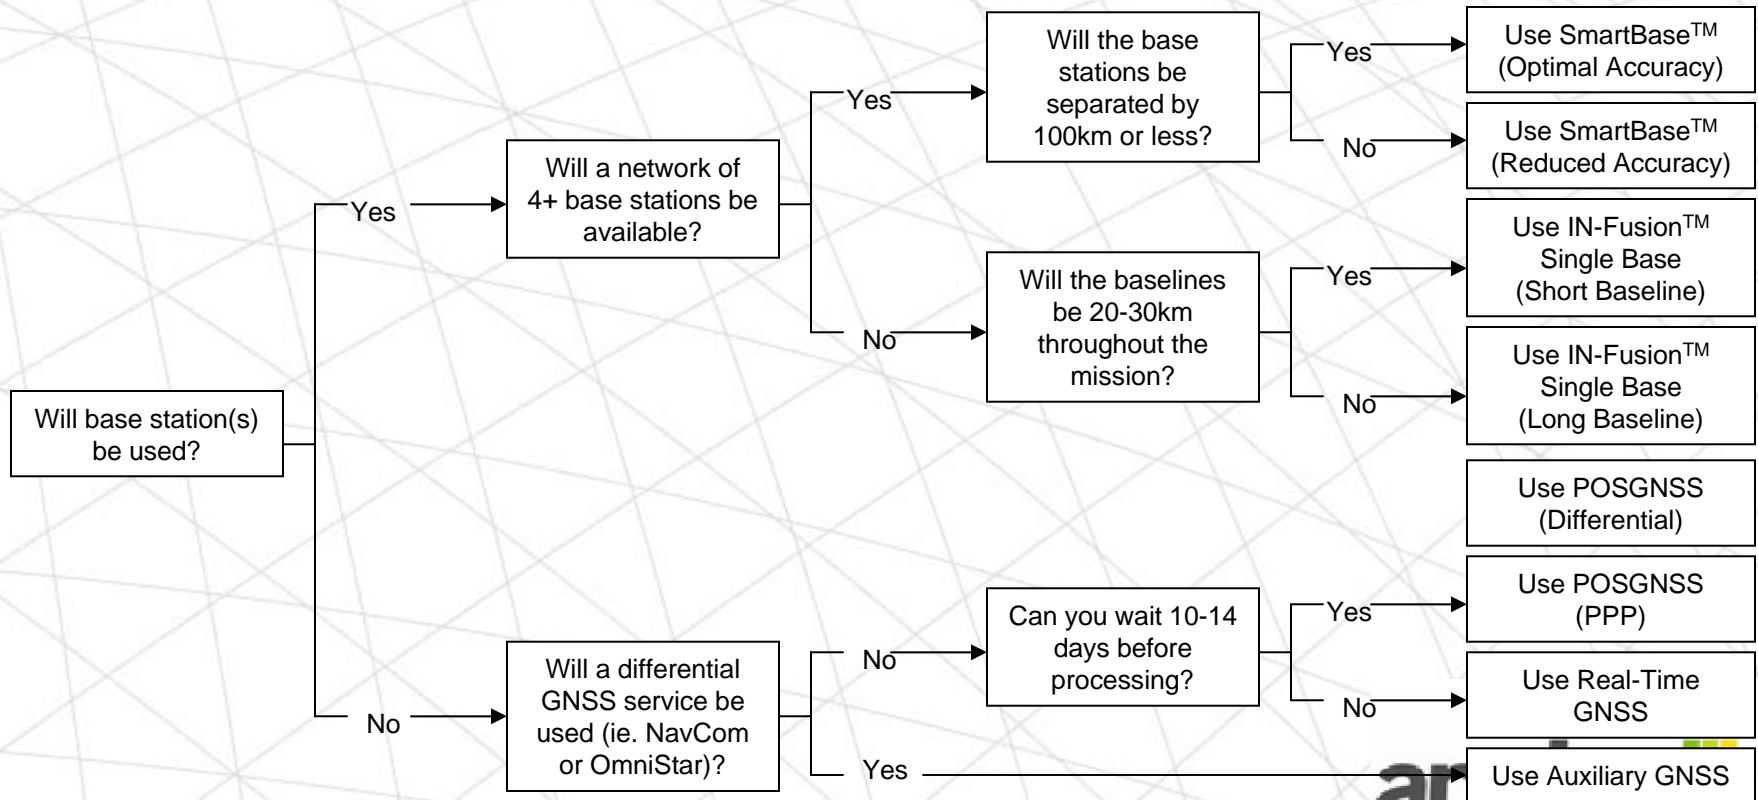 Will base station(s)
be used?
Yes
No
Will a network of
4+ base stations be
available?
Yes
No
Will a differential
GNSS service be
used (ie. NavCom
or OmniStar)?
No
Yes
Will the base
stations be
separated by
100km or less?
Yes
No
Will the baselines
be 20-30km
throughout the
mission?
Yes
No
Can you wait 10-14
days before
processing?
Yes
No
Use SmartBase™
(Optimal Accuracy)
Use SmartBase™
(Reduced Accuracy)
Use IN-Fusion™
Single Base
(Short Baseline)
Use IN-Fusion™
Single Base
(Long Baseline)
Use POSGNSS
(Differential)
Use POSGNSS
(PPP)
Use Real-Time
GNSS
Use Auxiliary GNSS